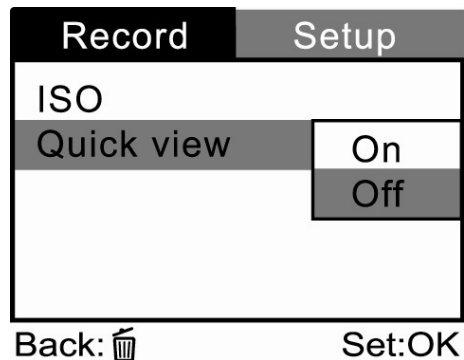 Record Setup
ISO
Quick view On
Off
Back: Set:OK